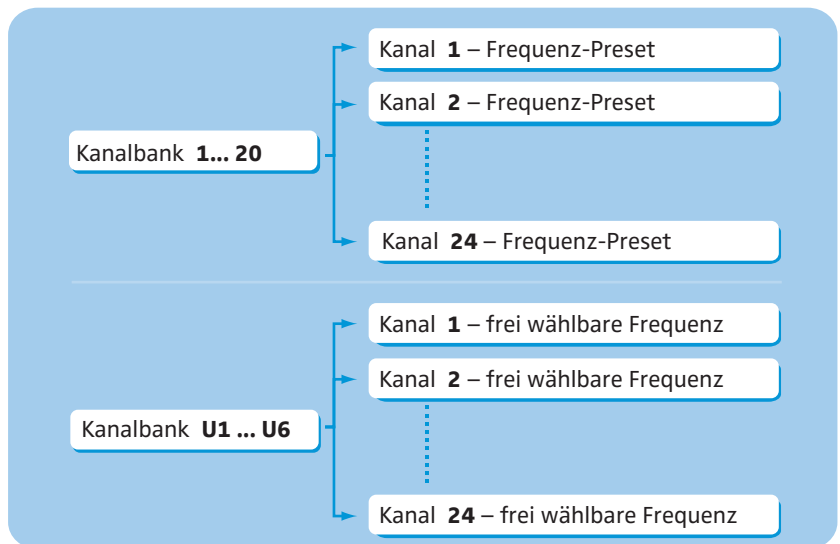 Kanal 1 – Frequenz-Preset
Kanal 2 – Frequenz-Preset
Kanalbank 1... 20
Kanal 24 – Frequenz-Preset
Kanal 1 – frei wählbare Frequenz
Kanal 2 – frei wählbare Frequenz
Kanalbank U1 ... U6
Kanal 24 – frei wählbare Frequenz